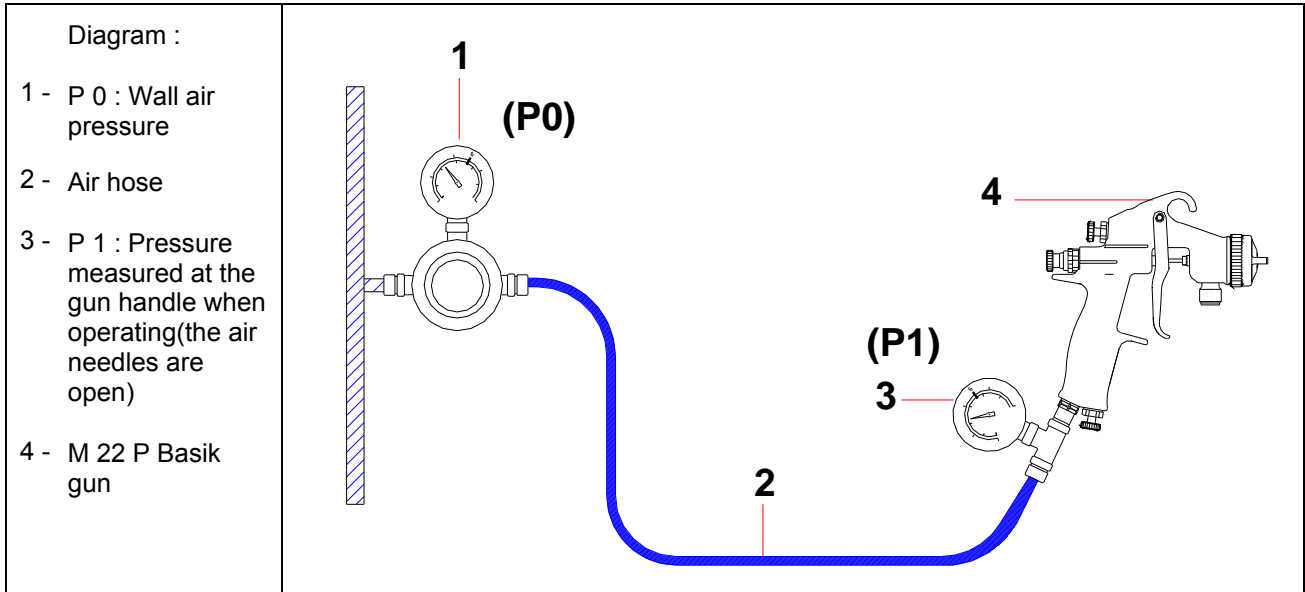 Diagram :
1 - P 0 : Wall air
pressure
2 - Air hose
3 - P 1 : Pressure
measured at the
gun handle when
operating(the air
needles are
open)
4 - M 22 P Basik
gun
1
(P0)
4
(P1)
3
2